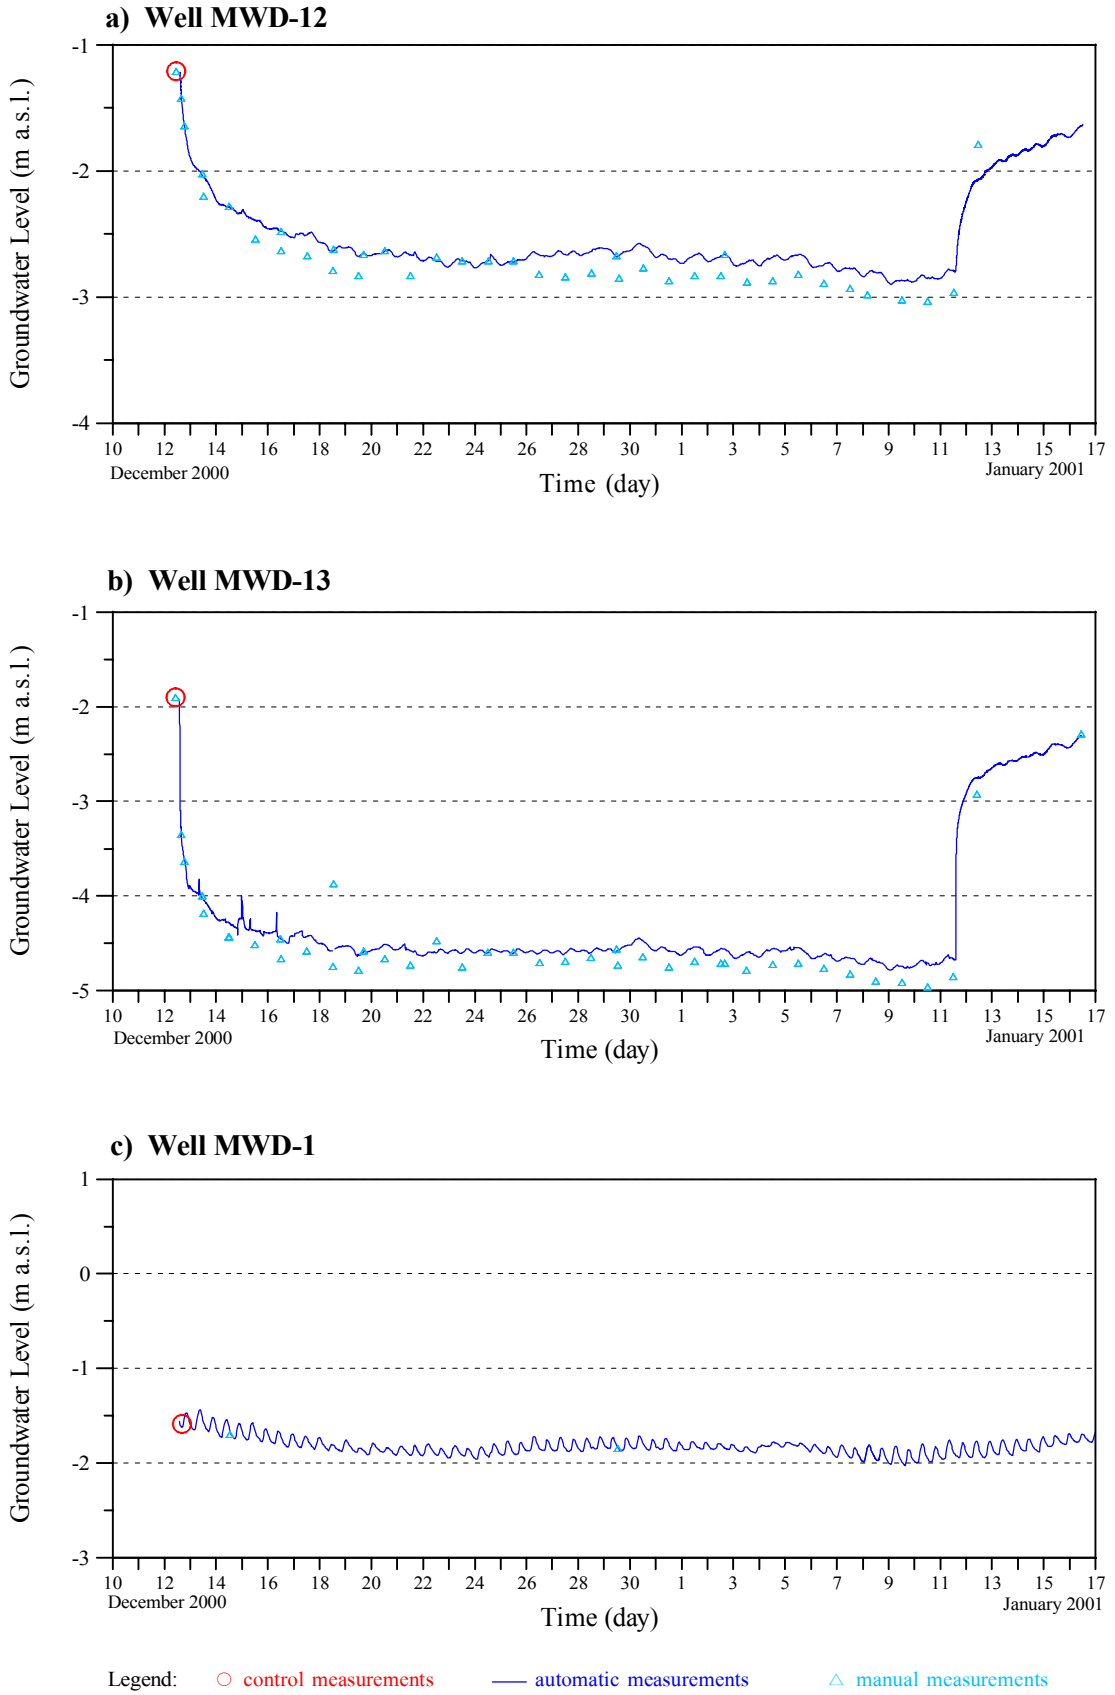 a) Well MWD-12
Groundwater Level (m a.s.l.)
-1
-2
-3
-4
10 12 14 16 18 20 22 24 26 28 30 1 3 5 7 9 11 13 15 17
December 2000 January 2001
Time (day)
b) Well MWD-13
Groundwater Level (m a.s.l.)
-1
-2
-3
-4
-5
10 12 14 16 18 20 22 24 26 28 30 1 3 5 7 9 11 13 15 17
December 2000 January 2001
Time (day)
c) Well MWD-1
Groundwater Level (m a.s.l.)
1
0
-1
-2
-3
10 12 14 16 18 20 22 24 26 28 30 1 3 5 7 9 11 13 15 17
December 2000 January 2001
Time (day)
Legend: control measurements automatic measurements manual measurements